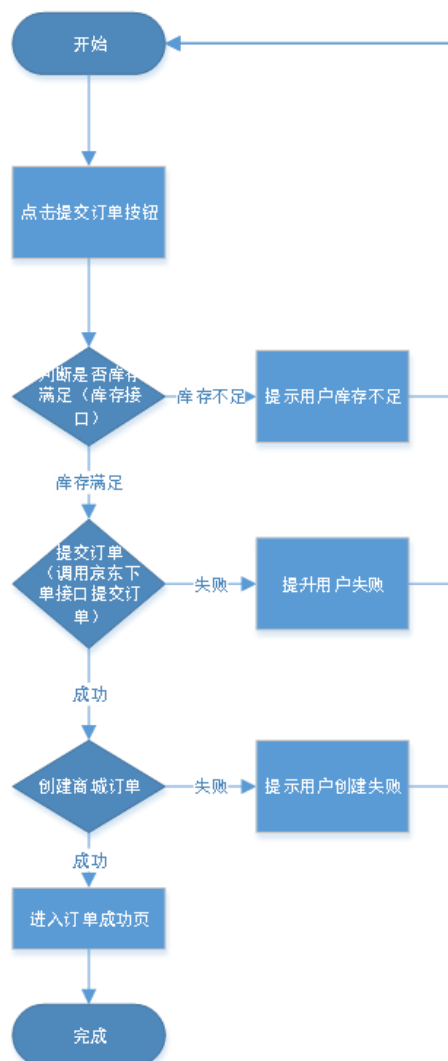 开始
点击提交订单按钮
判断是否库存
满足（库存接
口）
库存不足
提示用户库存不足
库存满足
提交订单
（调用京东下
单接口提交订
单）
失败
提升用户失败
成功
创建商城订单
失败
提示用户创建失败
成功
进入订单成功页
完成